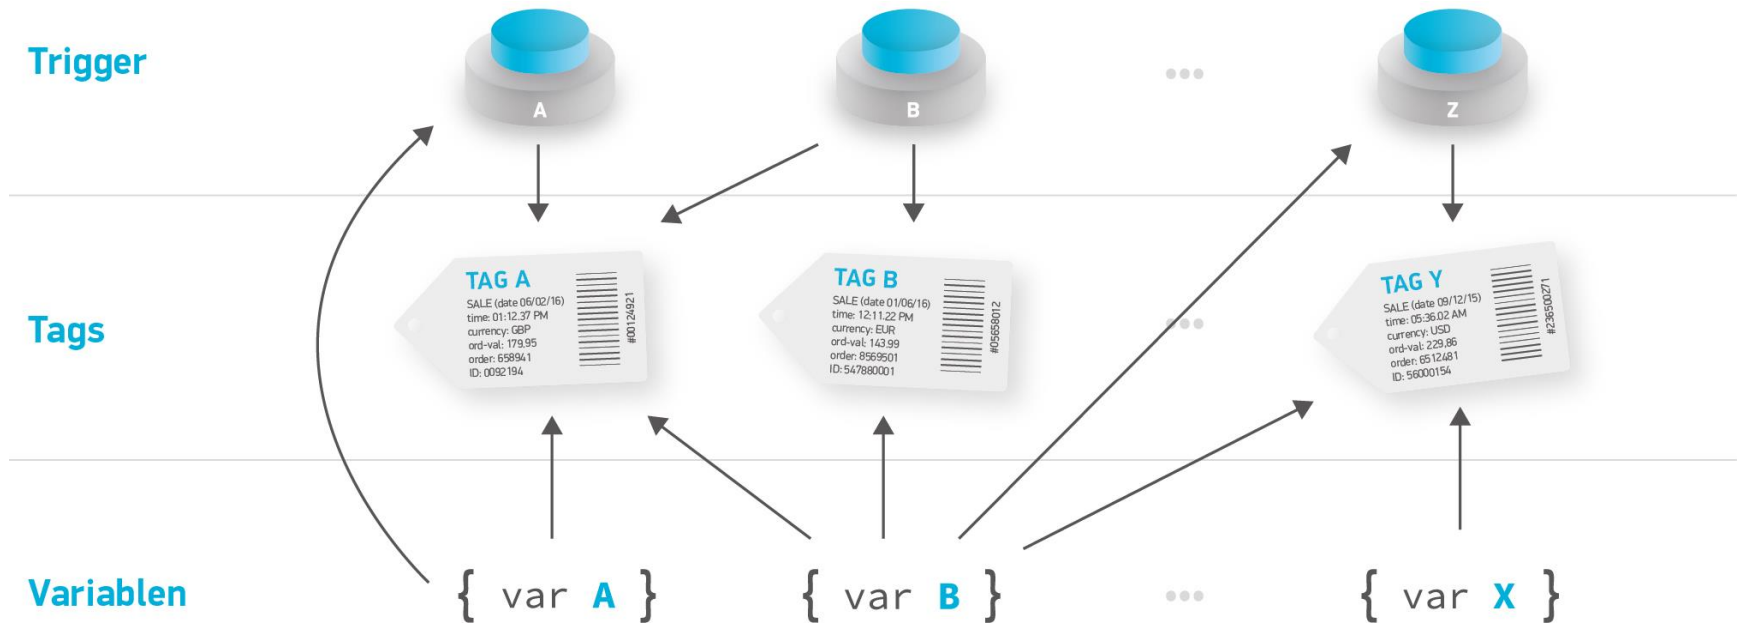 Trigger
A
B
Z
Tags
TAG A
SALE (date 06/02/16)
time: 01:12.37 PM
currency: GBP
ord-val: 179,95
order: 658941
ID: 0092194
#00124921
TAG B
SALE (date 01/06/16)
time: 12:11.22 PM
currency: EUR
ord-val: 143,99
order: 8569501
ID: 547880001
#05658012
TAG Y
SALE (date 09/12/15)
time: 05:36.02 AM
currency: USD
ord-val: 229,86
order: 6512481
ID: 56000154
#236500271
Variablen
{ var A }
{ var B }
{ var X }